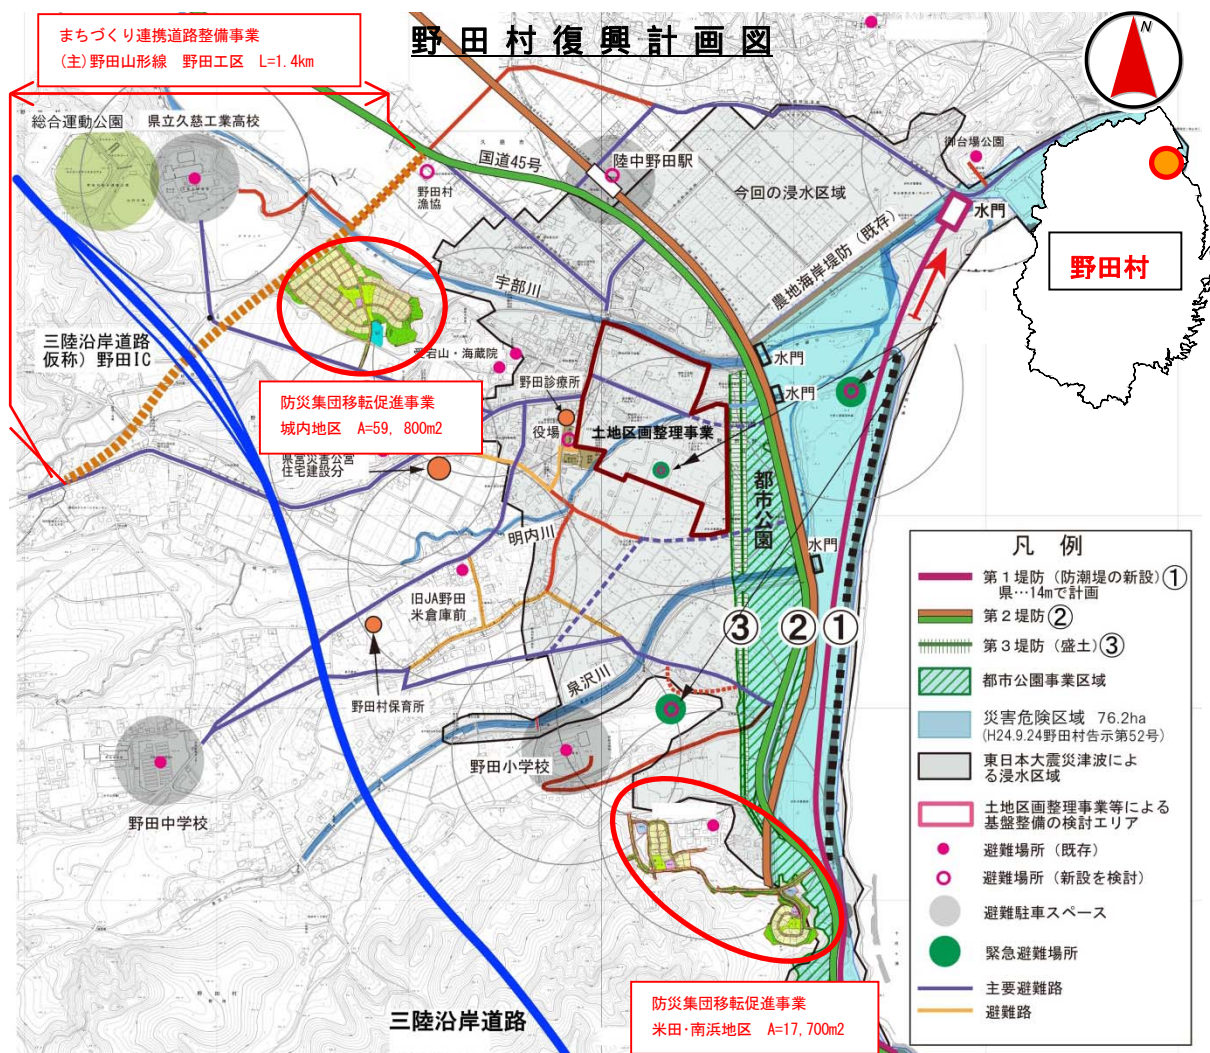 野田村復興計画図
まちづくり連携道路整備事業
(主)野田山形線 野田工区 L=1.4km
N
総合運動公園
県立久慈工業高校
国道45号
陸中野田駅
御台場公園
野田村
漁協
今回の浸水区域
水門
農地海岸堤防(既存)
野田村
宇部川
三陸沿岸道路
仮称)野田IC
愛宕山・海蔵院
水門
野田診療所
水門
防災集団移転促進事業
城内地区 A=59,800m2
役場
土地区画整理事業
県営災害公営
住宅建設分
都市公園
明内川
水門
旧JA野田
米倉庫前
③ ② ①
泉沢川
野田村保育所
野田小学校
野田中学校
凡 例
第1堤防(防潮堤の新設)①
県…14mで計画
第2堤防②
第3堤防(盛土)③
都市公園事業区域
災害危険区域 76.2ha
(H24.9.24野田村告示第52号)
東日本大震災津波によ
る浸水区域
土地区画整理事業等による
基盤整備の検討エリア
避難場所(既存)
避難場所(新設を検討)
避難駐車スペース
緊急避難場所
主要避難路
避難路
防災集団移転促進事業
米田・南浜地区 A=17,700m2
三陸沿岸道路